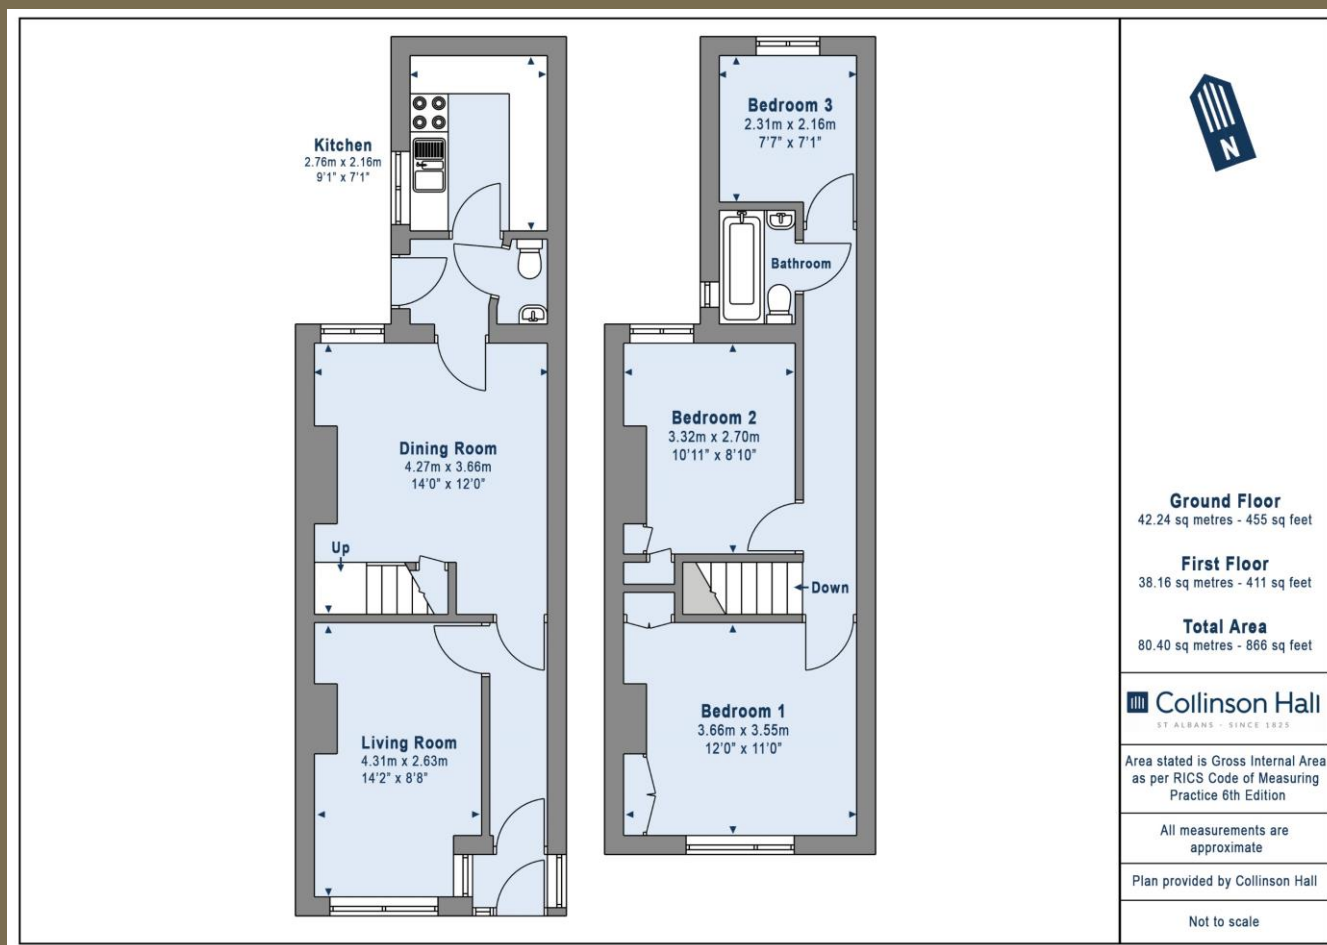 Kitchen
2.76m x 2.16m
9'1" x 7'1"
Dining Room
4.27m x 3.66m
14'0" x 12'0"
Up
Living Room
4.31m x 2.63m
14'2" x 8'8"
Bedroom 3
2.31m x 2.16m
7'7" x 7'1"
Bathroom
Bedroom 2
3.32m x 2.70m
10'11" x 8'10"
Down
Bedroom 1
3.66m x 3.55m
12'0" x 11'0"
N
Ground Floor
42.24 sq metres - 455 sq feet
First Floor
38.16 sq metres - 411 sq feet
Total Area
80.40 sq metres - 866 sq feet
Collinson Hall
ST ALBANS - SINCE 1825
Area stated is Gross Internal Area
as per RICS Code of Measuring
Practice 6th Edition
All measurements are
approximate
Plan provided by Collinson Hall
Not to scale